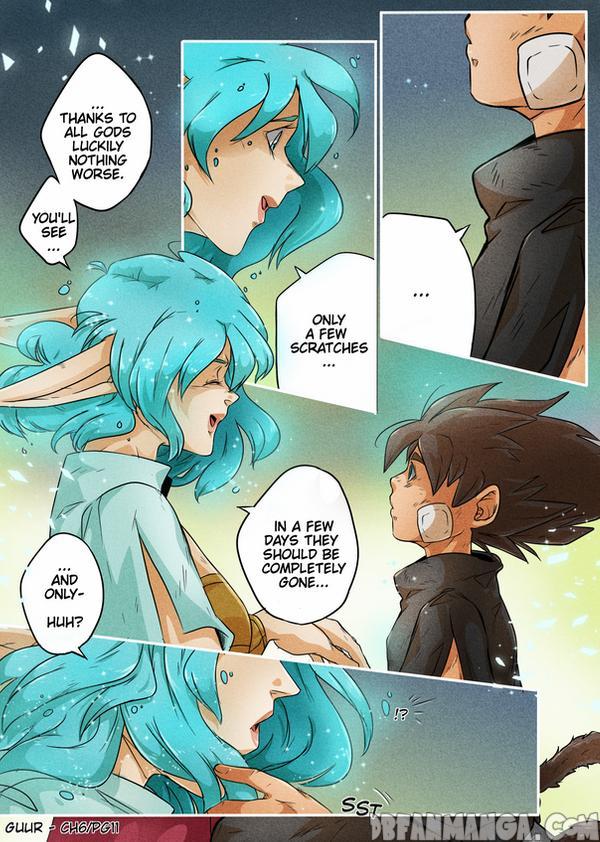 ...
THANKS TO
ALL GODS
LUCKILY
NOTHING
WORSE.
YOU'LL
SEE
...
...
ONLY
A FEW
SCRATCHES
...
IN A FEW
DAYS THEY
SHOULD BE
COMPLETELY
GONE...
...
AND
ONLY-
HUH?
!?
SST
GUUR - CH6/PG11
DBFANMANGA.COM